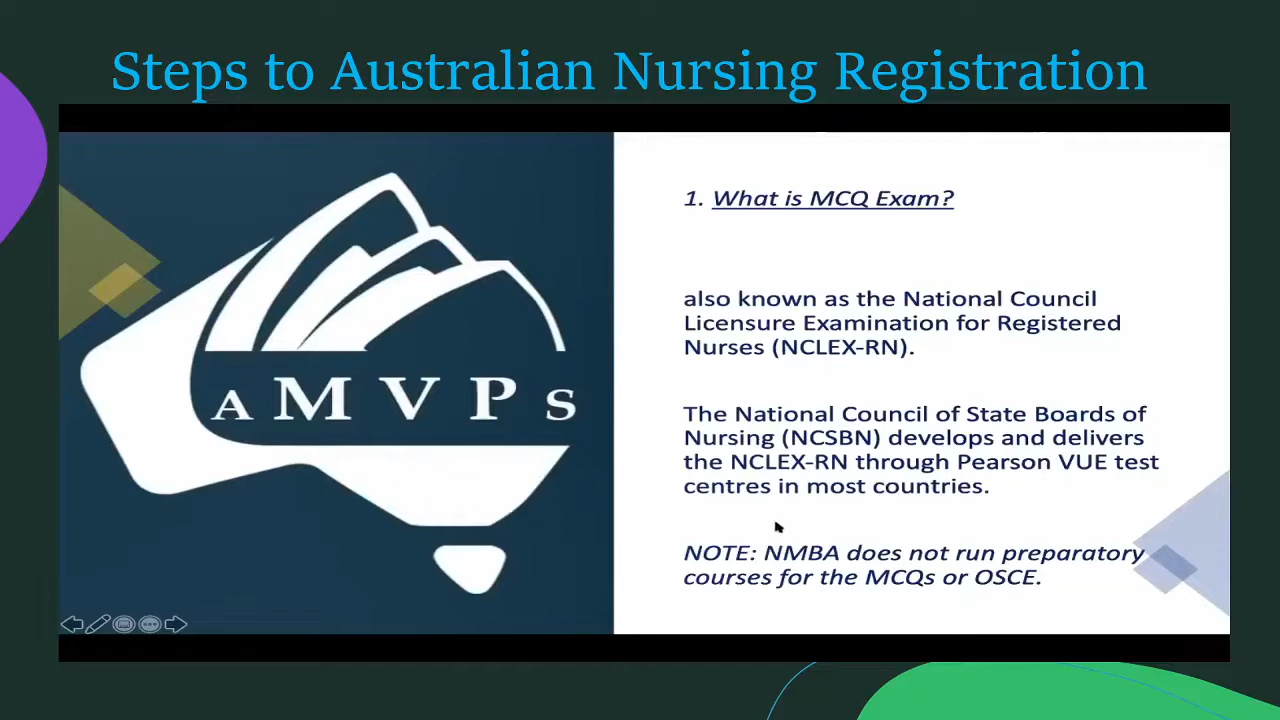 Steps to Australian Nursing Registration
AMVPS
1. What is MCQ Exam?
also known as the National Council
Licensure Examination for Registered
Nurses (NCLEX-RN).
The National Council of State Boards of
Nursing (NCSBN) develops and delivers
the NCLEX-RN through Pearson VUE test
centres in most countries.
NOTE: NMBA does not run preparatory
courses for the MCQs or OSCE.